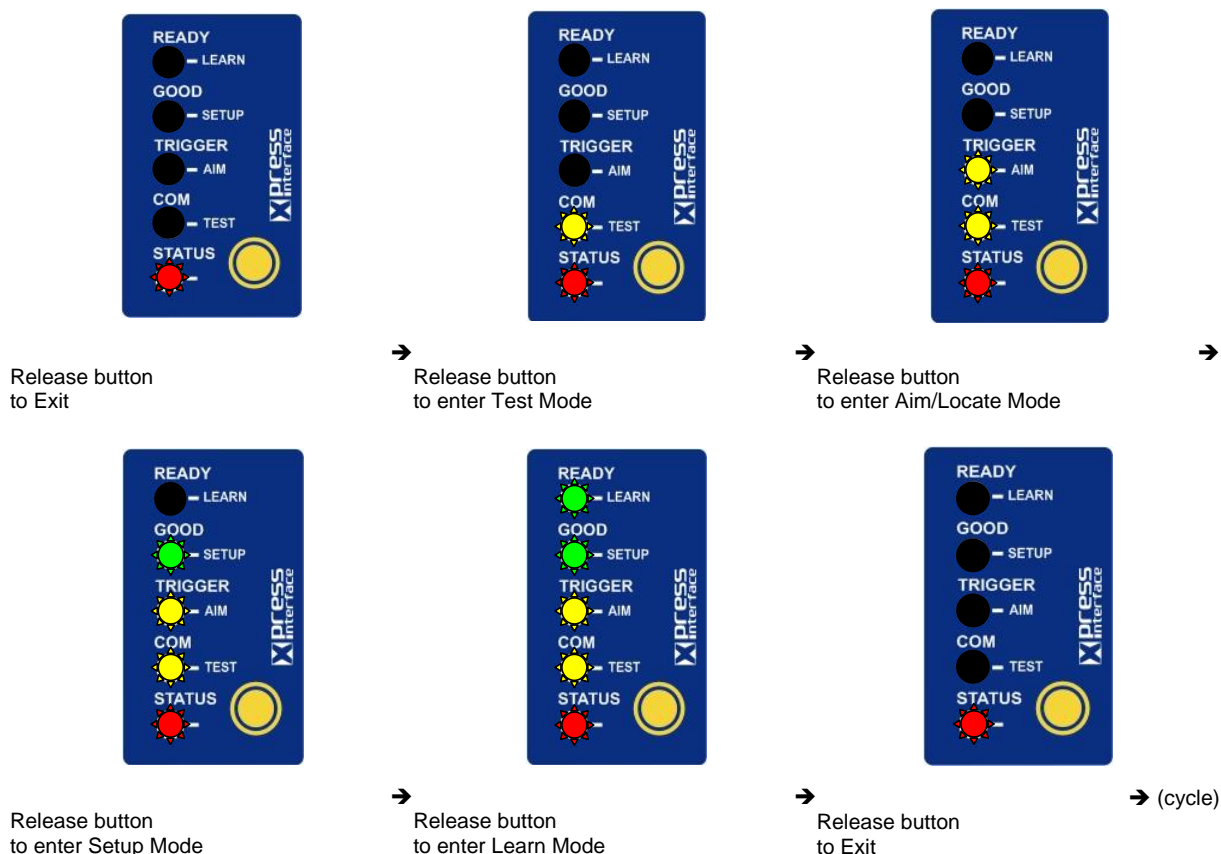 READY
LEARN
GOOD
SETUP
TRIGGER
AIM
COM
TEST
STATUS
Xpress
interface
READY
LEARN
GOOD
SETUP
TRIGGER
AIM
COM
TEST
STATUS
Xpress
interface
READY
LEARN
GOOD
SETUP
TRIGGER
AIM
COM
TEST
STATUS
Xpress
interface
➔
Release button
to Exit
➔
Release button
to enter Test Mode
➔
Release button
to enter Aim/Locate Mode
READY
LEARN
GOOD
SETUP
TRIGGER
AIM
COM
TEST
STATUS
Xpress
interface
READY
LEARN
GOOD
SETUP
TRIGGER
AIM
COM
TEST
STATUS
Xpress
interface
READY
LEARN
GOOD
SETUP
TRIGGER
AIM
COM
TEST
STATUS
Xpress
interface
➔
Release button
to enter Setup Mode
➔
Release button
to enter Learn Mode
➔ (cycle)
Release button
to Exit